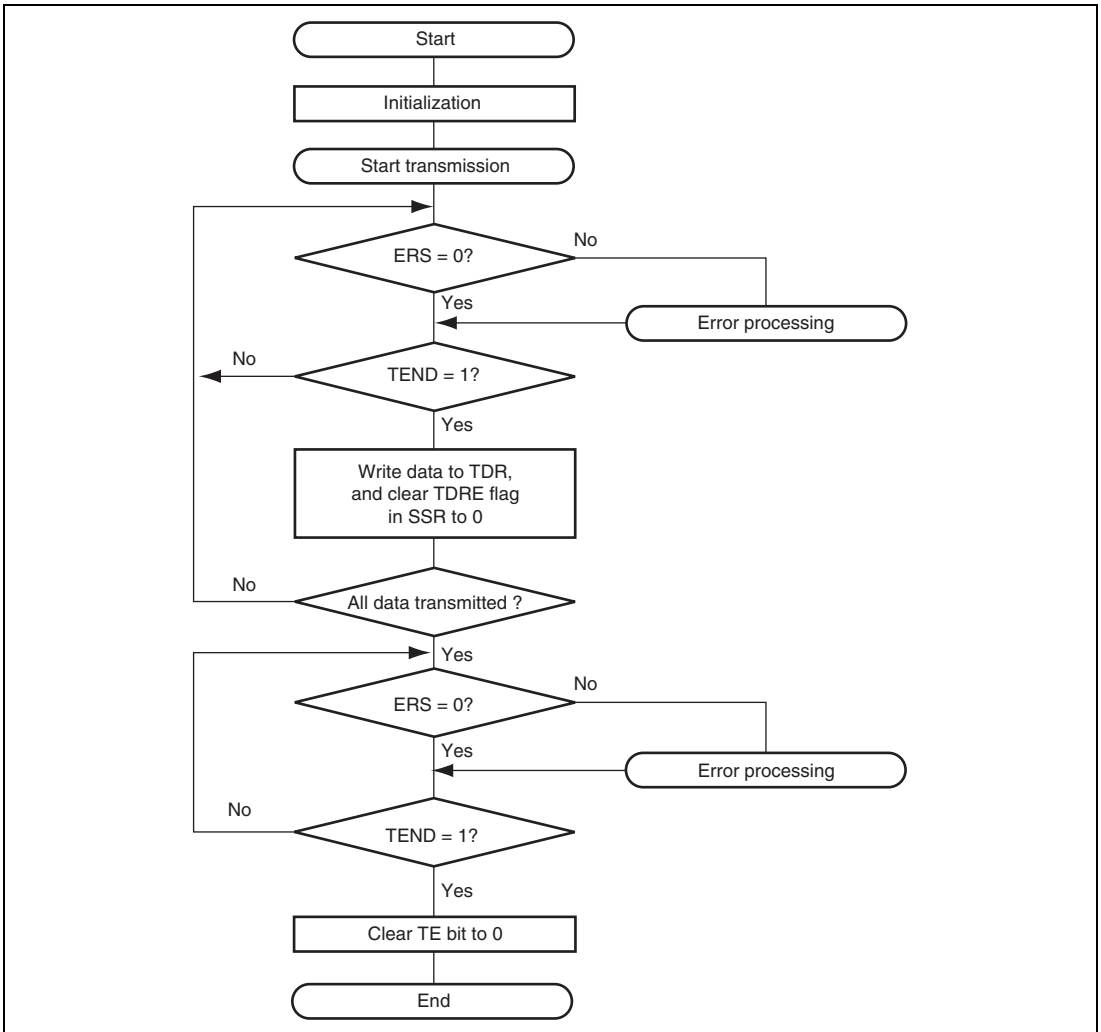 Start
Initialization
Start transmission
ERS = 0?
No
Yes
Error processing
No
TEND = 1?
Yes
Write data to TDR,
and clear TDRE flag
in SSR to 0
No
All data transmitted ?
Yes
ERS = 0?
No
Yes
Error processing
No
TEND = 1?
Yes
Clear TE bit to 0
End